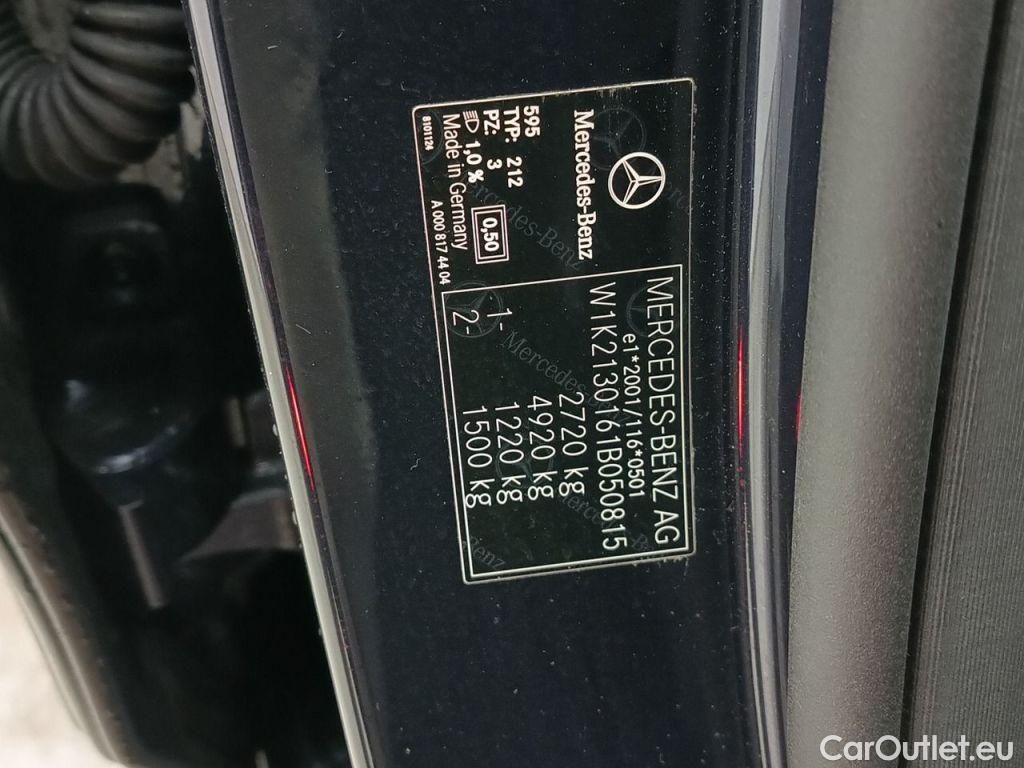 Mercedes-Benz
595
TYP: 212
PZ: 3
1,0 %
0,50
Made in Germany
8101124
A 000 817 44 04
MERCEDES-BENZ AG
e1*2001/116*0501
W1K2130161B050815
2720 kg
4920 kg
1- 1220 kg
2- 1500 kg
CarOutlet.eu